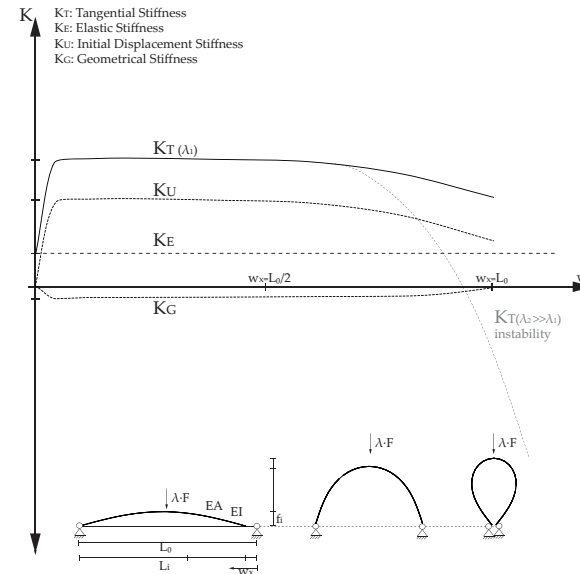 K
KT: Tangential Stiffness
KE: Elastic Stiffness
KU: Initial Displacement Stiffness
KG: Geometrical Stiffness
KT (λ1)
KU
KE
wx=L0/2
wx=L0
w
KG
KT(λ2>>λ1)
instability
λ·F
λ·F
λ·F
EA
EI
fi
L0
Li
wx